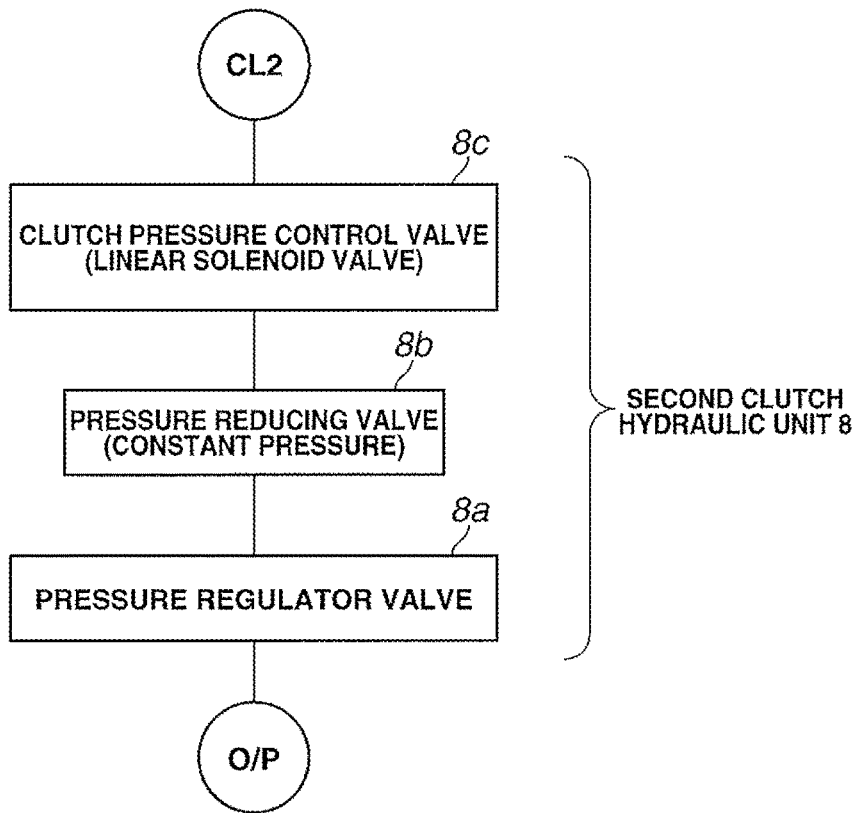 CL2
8c
CLUTCH PRESSURE CONTROL VALVE
(LINEAR SOLENOID VALVE)
8b
PRESSURE REDUCING VALVE
(CONSTANT PRESSURE)
SECOND CLUTCH
HYDRAULIC UNIT 8
8a
PRESSURE REGULATOR VALVE
O/P